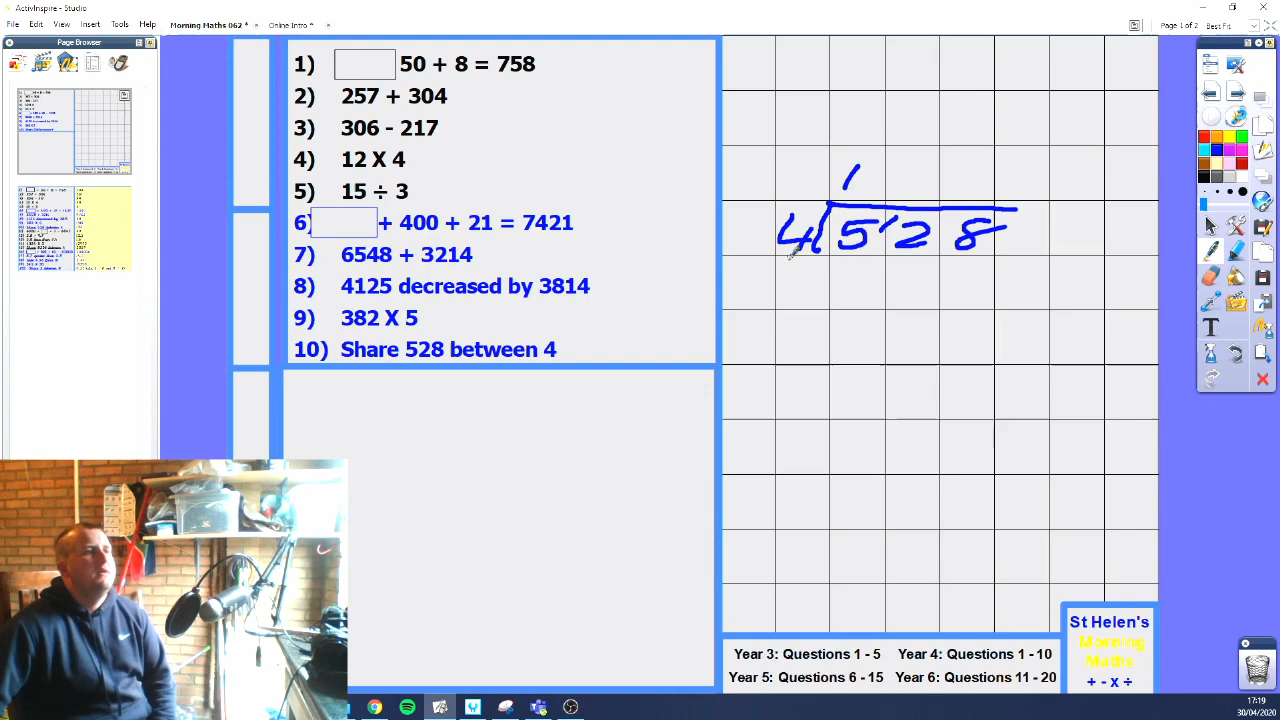 ActivInspire - Studio
File Edit View Insert Tools Help
Morning Maths 062 * Online Intro * Page 1 of 2 Best Fit
Page Browser
1) 50 + 8 = 758
2) 257 + 304
3) 306 - 217
4) 12 X 4
5) 15 ÷ 3
6) + 400 + 21 = 7421
7) 6548 + 3214
8) 4125 decreased by 3814
9) 382 X 5
10) Share 528 between 4
1
4 5 1 2 8
Year 3: Questions 1 - 5 Year 4: Questions 1 - 10
Year 5: Questions 6 - 15 Year 6: Questions 11 - 20
St Helen's
Morning
Maths
+ - x ÷
17:19
30/04/2020